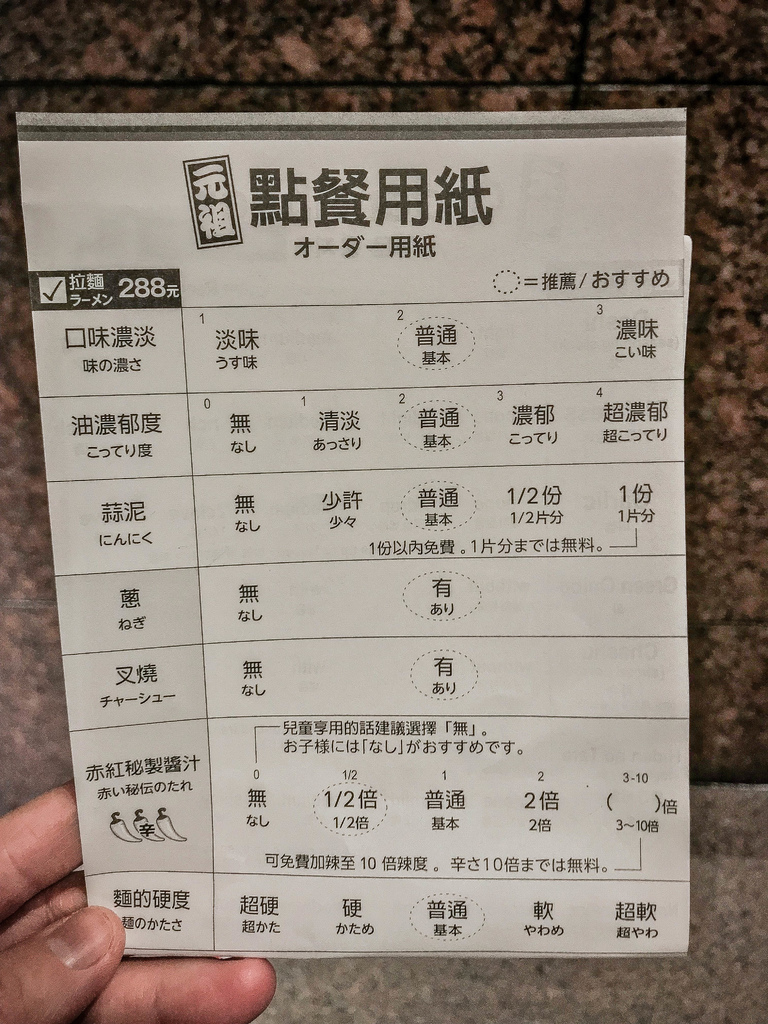 元祖 點餐用紙
オーダー用紙
拉麵 ラーメン 288元
=推薦/おすすめ
口味濃淡
味の濃さ
1 2 3
淡味 普通 濃味
うす味 基本 こい味
油濃郁度
こってり度
0 1 2 3 4
無 清淡 普通 濃郁 超濃郁
なし あっさり 基本 こってり 超こってり
蒜泥
にんにく
無 少許 普通 1/2份 1份
なし 少々 基本 1/2片分 1片分
1份以內免費。1片分までは無料。
蔥
ねぎ
無 有
なし あり
叉燒
チャーシュー
無 有
なし あり
兒童享用的話建議選擇「無」。
お子様には「なし」がおすすめです。
赤紅秘製醬汁
赤い秘伝のたれ
辛
0 1/2 1 2 3-10
無 1/2倍 普通 2倍 ( )倍
なし 1/2倍 基本 2倍 3~10倍
可免費加辣至10倍辣度。辛さ10倍までは無料。
麵的硬度
麺のかたさ
超硬 硬 普通 軟 超軟
超かた かため 基本 やわめ 超やわ